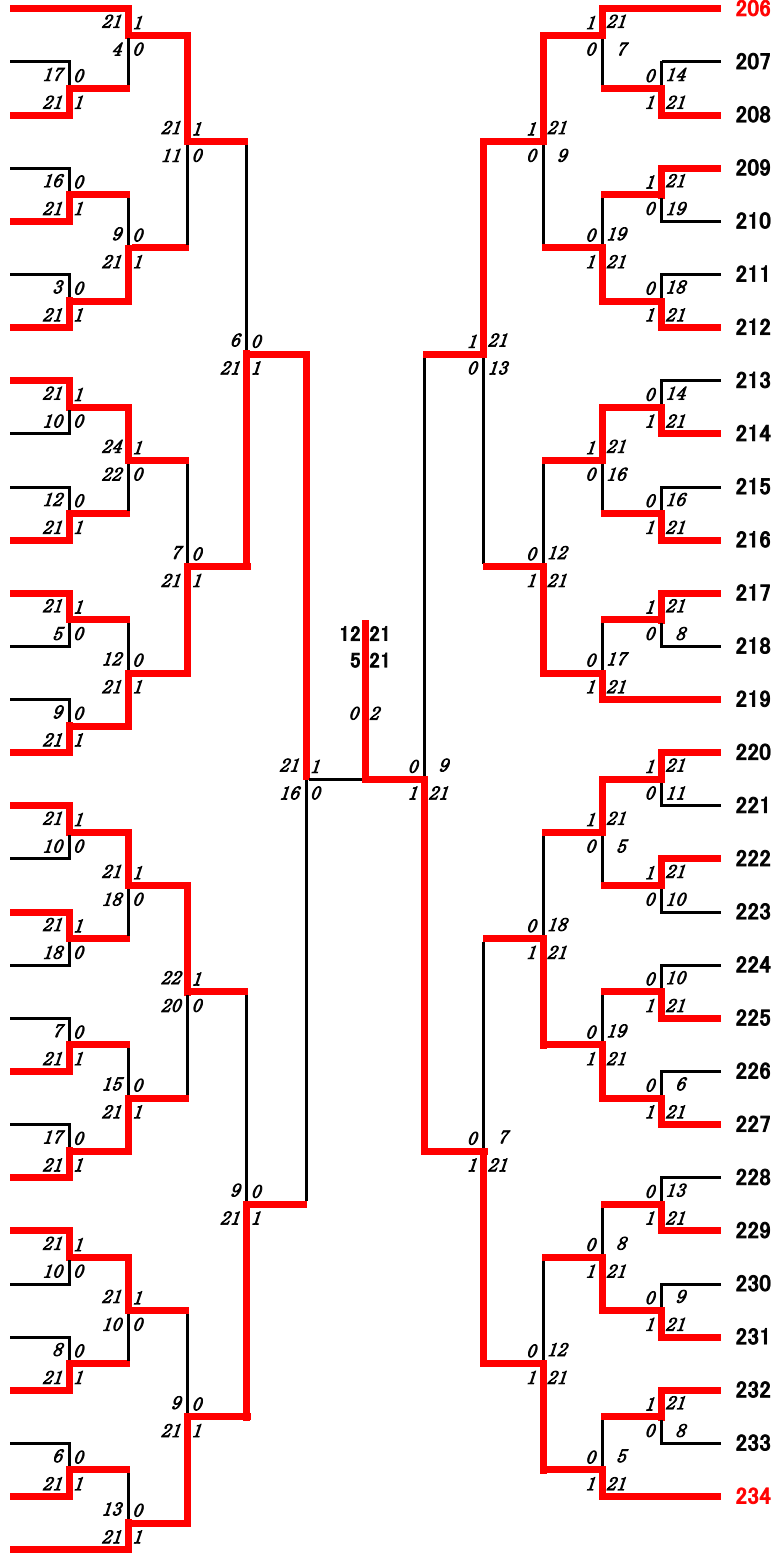 206
21 1 1 21
4 0 0 7
207
17 0 0 14
21 1 1 21
208
21 1 1 21
11 0 0 9
209
16 0 1 21
21 1 0 19
210
9 0 0 19
21 1 1 21
211
3 0 0 18
21 1 1 21
212
6 0 1 21
21 1 0 13
213
21 1 0 14
10 0 1 21
214
24 1 1 21
22 0 0 16
215
12 0 0 16
21 1 1 21
216
7 0 0 12
21 1 1 21
217
21 1 1 21
5 0 12 21 0 8
218
12 0 5 21 0 17
21 1 1 21
219
9 0 0 2
21 1
220
21 1 0 9 1 21
16 0 1 21 0 11
221
21 1 1 21
10 0 0 5
222
21 1 1 21
18 0 0 10
223
21 1 0 18
18 0 1 21
224
22 1 0 10
20 0 1 21
225
7 0 0 19
21 1 1 21
226
15 0 0 6
21 1 1 21
227
17 0 0 7
21 1 1 21
228
9 0 0 13
21 1 1 21
229
21 1 0 8
10 0 1 21
230
21 1 0 9
10 0 1 21
231
8 0 0 12
21 1 1 21
232
9 0 1 21
21 1 0 8
233
6 0 0 5
21 1 1 21
234
13 0
21 1